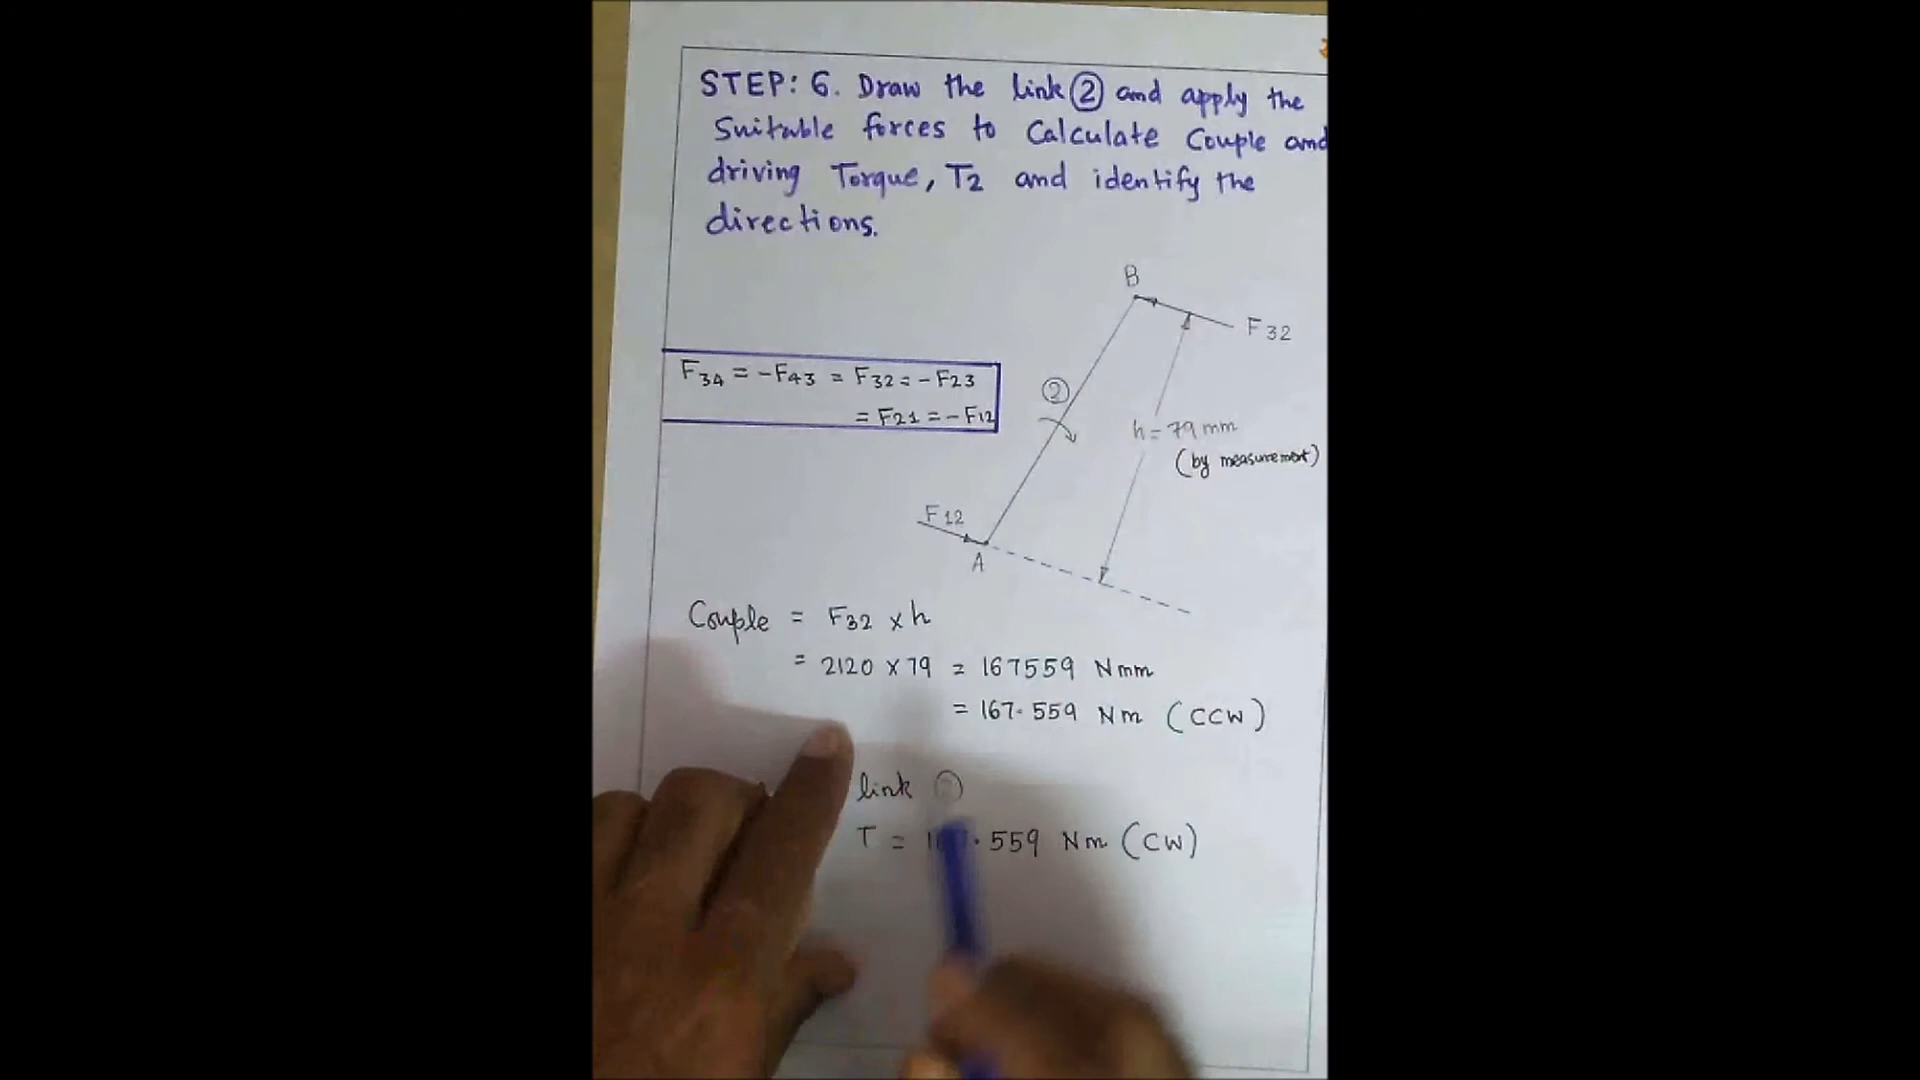 STEP: 6. Draw the link ② and apply the
Suitable forces to Calculate Couple and
driving Torque, T2 and identify the
directions.
B
F32
F34 = -F43 = F32 = -F23
= F21 = -F12
②
h = 79 mm
(by measurement)
F12
A
Couple = F32 × h
= 2120 × 79 = 167559 Nmm
= 167.559 Nm (CCW)
link
T = .559 Nm (CW)